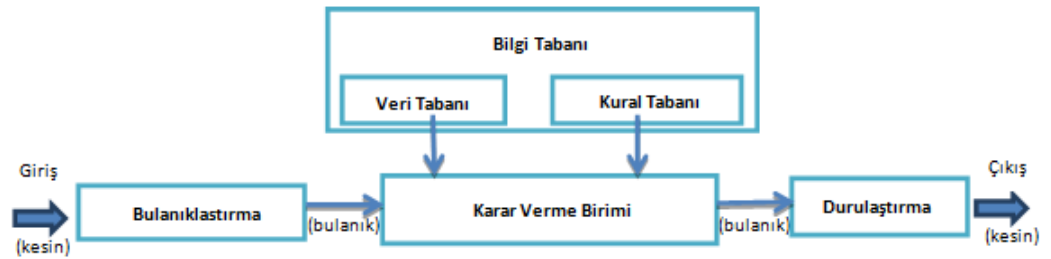 Bilgi Tabanı
Veri Tabanı
Kural Tabanı
Giriş
(kesin)
Bulanıklastırma
(bulanık)
Karar Verme Birimi
(bulanık)
Durulaştırma
Çıkış
(kesin)